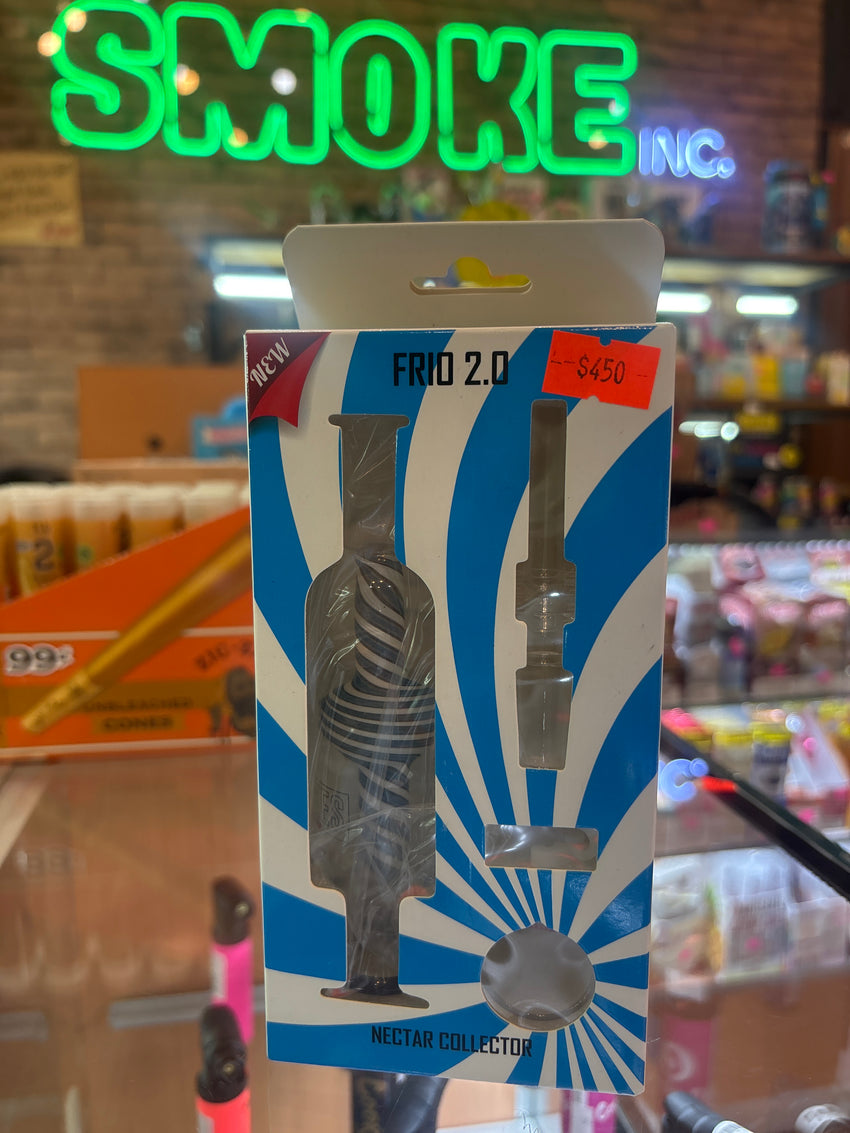 SMOKE
INC.
NEW
FRIO 2.0
$450
99¢
UNBLEACHED
CONES
NECTAR COLLECTOR